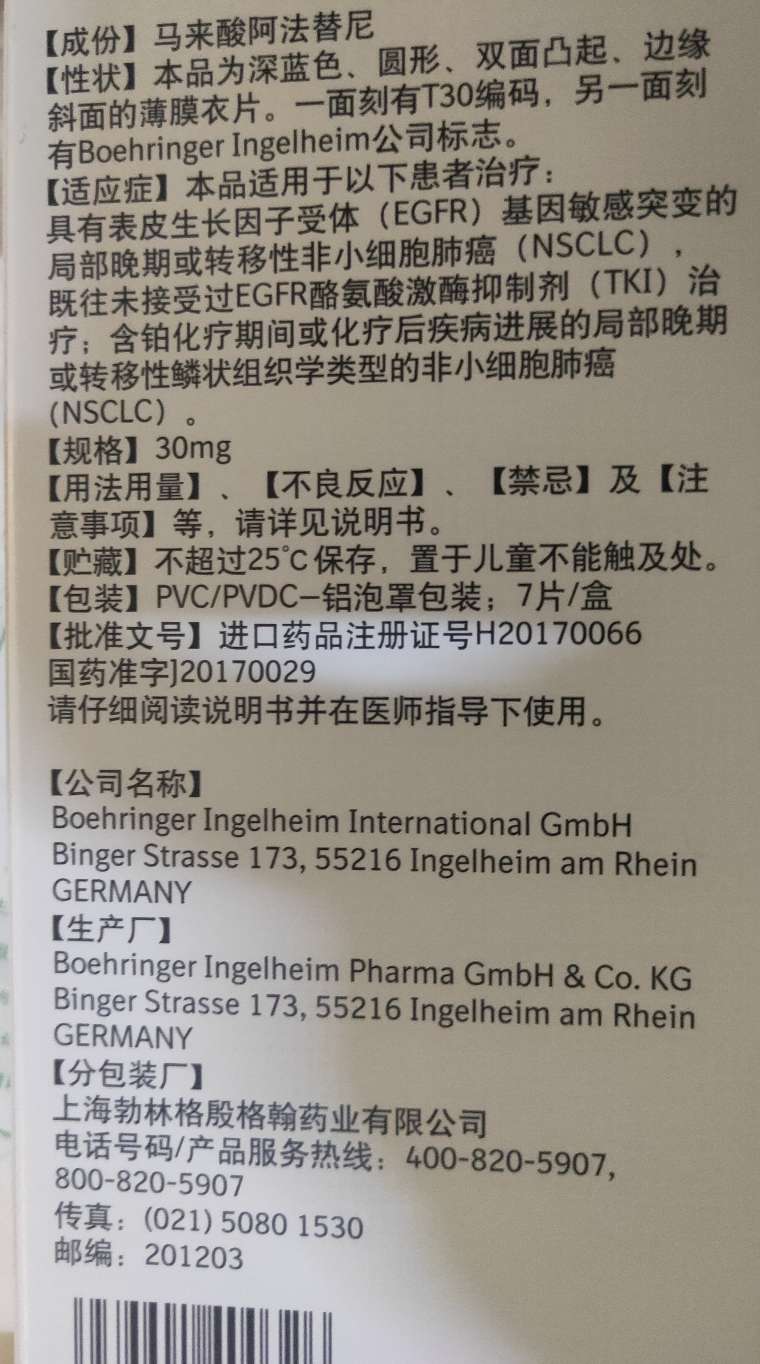 【成份】马来酸阿法替尼
【性状】本品为深蓝色、圆形、双面凸起、边缘
斜面的薄膜衣片。一面刻有T30编码，另一面刻
有Boehringer Ingelheim公司标志。
【适应症】本品适用于以下患者治疗：
具有表皮生长因子受体（EGFR）基因敏感突变的
局部晚期或转移性非小细胞肺癌（NSCLC），
既往未接受过EGFR酪氨酸激酶抑制剂（TKI）治
疗；含铂化疗期间或化疗后疾病进展的局部晚期
或转移性鳞状组织学类型的非小细胞肺癌
(NSCLC）。
【规格】30mg
【用法用量】、【不良反应】、【禁忌】及【注
意事项】等，请详见说明书。
【贮藏】不超过25℃保存，置于儿童不能触及处。
【包装】PVC/PVDC—铝泡罩包装；7片/盒
【批准文号】进口药品注册证号H20170066
国药准字J20170029
请仔细阅读说明书并在医师指导下使用。
【公司名称】
Boehringer Ingelheim International GmbH
Binger Strasse 173, 55216 Ingelheim am Rhein
GERMANY
【生产厂】
Boehringer Ingelheim Pharma GmbH & Co. KG
Binger Strasse 173, 55216 Ingelheim am Rhein
GERMANY
【分包装厂】
上海勃林格殷格翰药业有限公司
电话号码/产品服务热线：400-820-5907,
800-820-5907
传真：(021) 5080 1530
邮编：201203